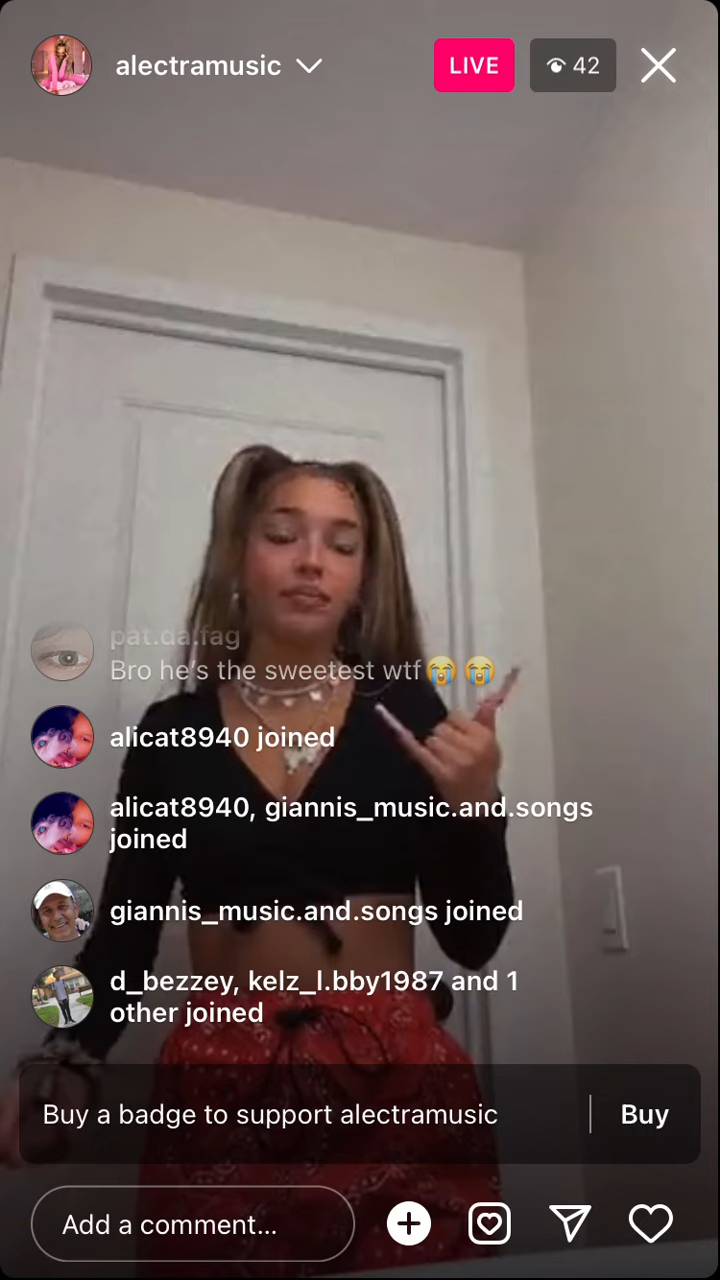 alectramusic
LIVE
42
pat.da.fag
Bro he's the sweetest wtf😭😭
alicat8940 joined
alicat8940, giannis_music.and.songs
joined
giannis_music.and.songs joined
d_bezzey, kelz_l.bby1987 and 1
other joined
Buy a badge to support alectramusic
Buy
Add a comment...